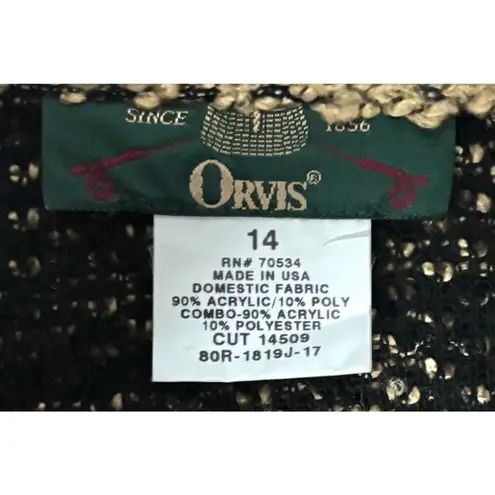 SINCE 1856
ORVIS®
14
RN# 70534
MADE IN USA
DOMESTIC FABRIC
90% ACRYLIC/10% POLY
COMBO-90% ACRYLIC
10% POLYESTER
CUT 14509
80R-1819J-17